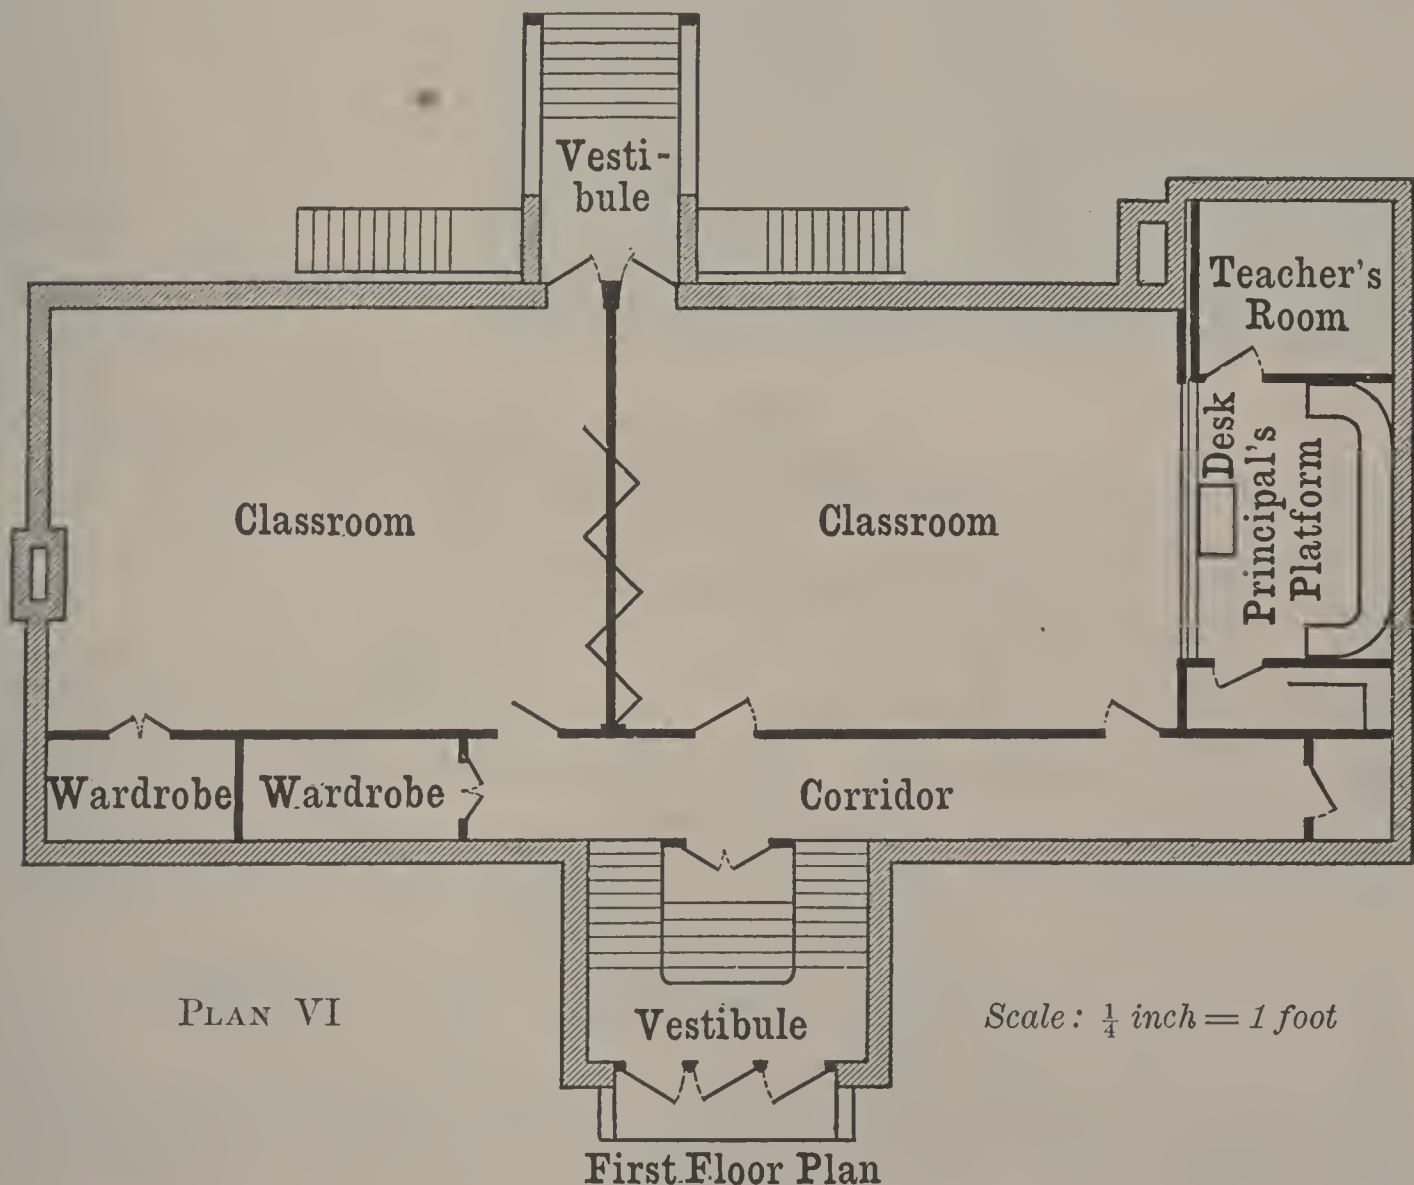 Vesti-
bule
Teacher's
Room
Desk
Principal's
Platform
Classroom
Classroom
Wardrobe
Wardrobe
Corridor
Vestibule
PLAN VI
Scale: ¼ inch = 1 foot
First Floor Plan